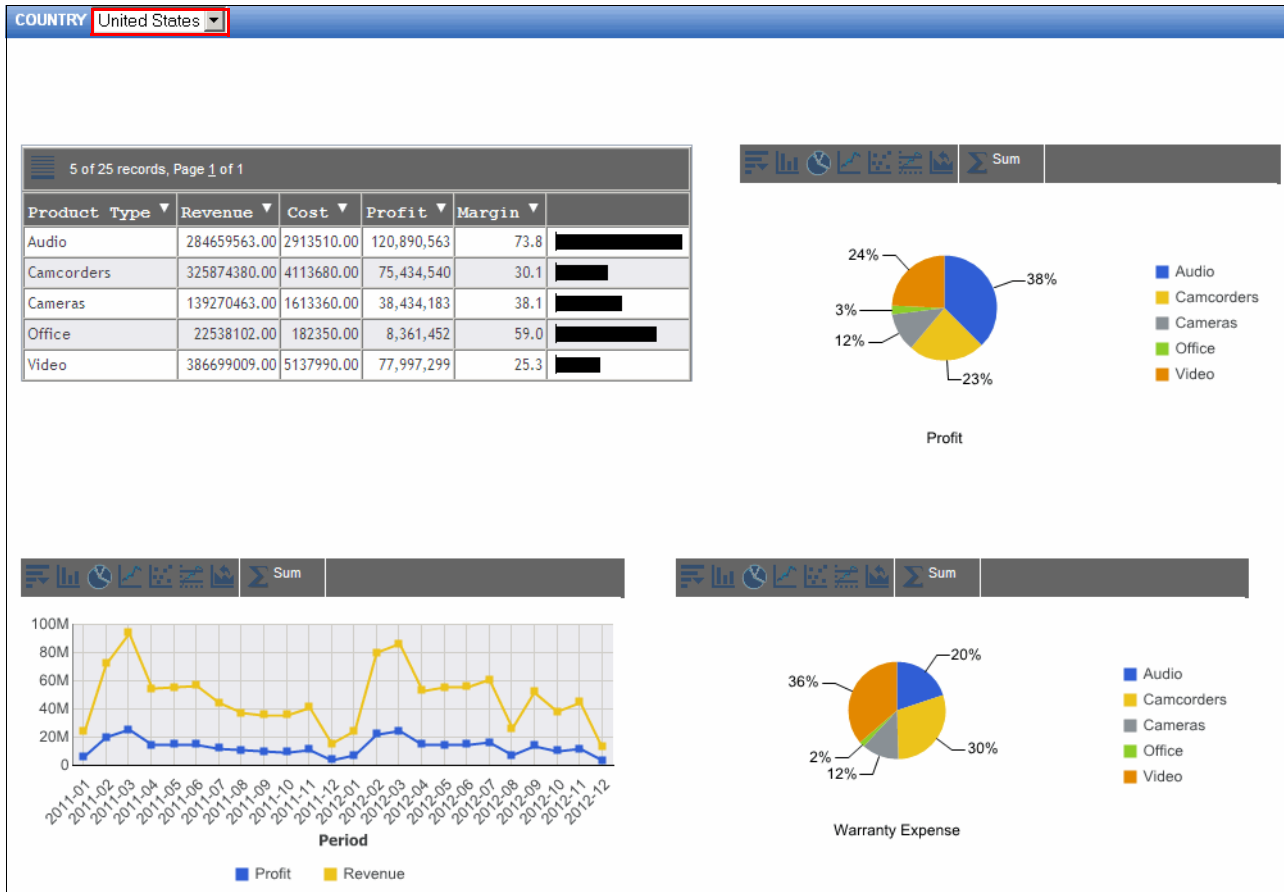 COUNTRY United States
5 of 25 records, Page 1 of 1
Product Type Revenue Cost Profit Margin
Audio 284659563.00 2913510.00 120,890,563 73.8
Camcorders 325874380.00 4113680.00 75,434,540 30.1
Cameras 139270463.00 1613360.00 38,434,183 38.1
Office 22538102.00 182350.00 8,361,452 59.0
Video 386699009.00 5137990.00 77,997,299 25.3
Sum
24%
38%
3%
12%
23%
Audio
Camcorders
Cameras
Office
Video
Profit
Sum
100M
80M
60M
40M
20M
0
2011-01 2011-02 2011-03 2011-04 2011-05 2011-06 2011-07 2011-08 2011-09 2011-10 2011-11 2011-12 2012-01 2012-02 2012-03 2012-04 2012-05 2012-06 2012-07 2012-08 2012-09 2012-10 2012-11 2012-12
Period
Profit Revenue
Sum
20%
36%
30%
2%
12%
Audio
Camcorders
Cameras
Office
Video
Warranty Expense